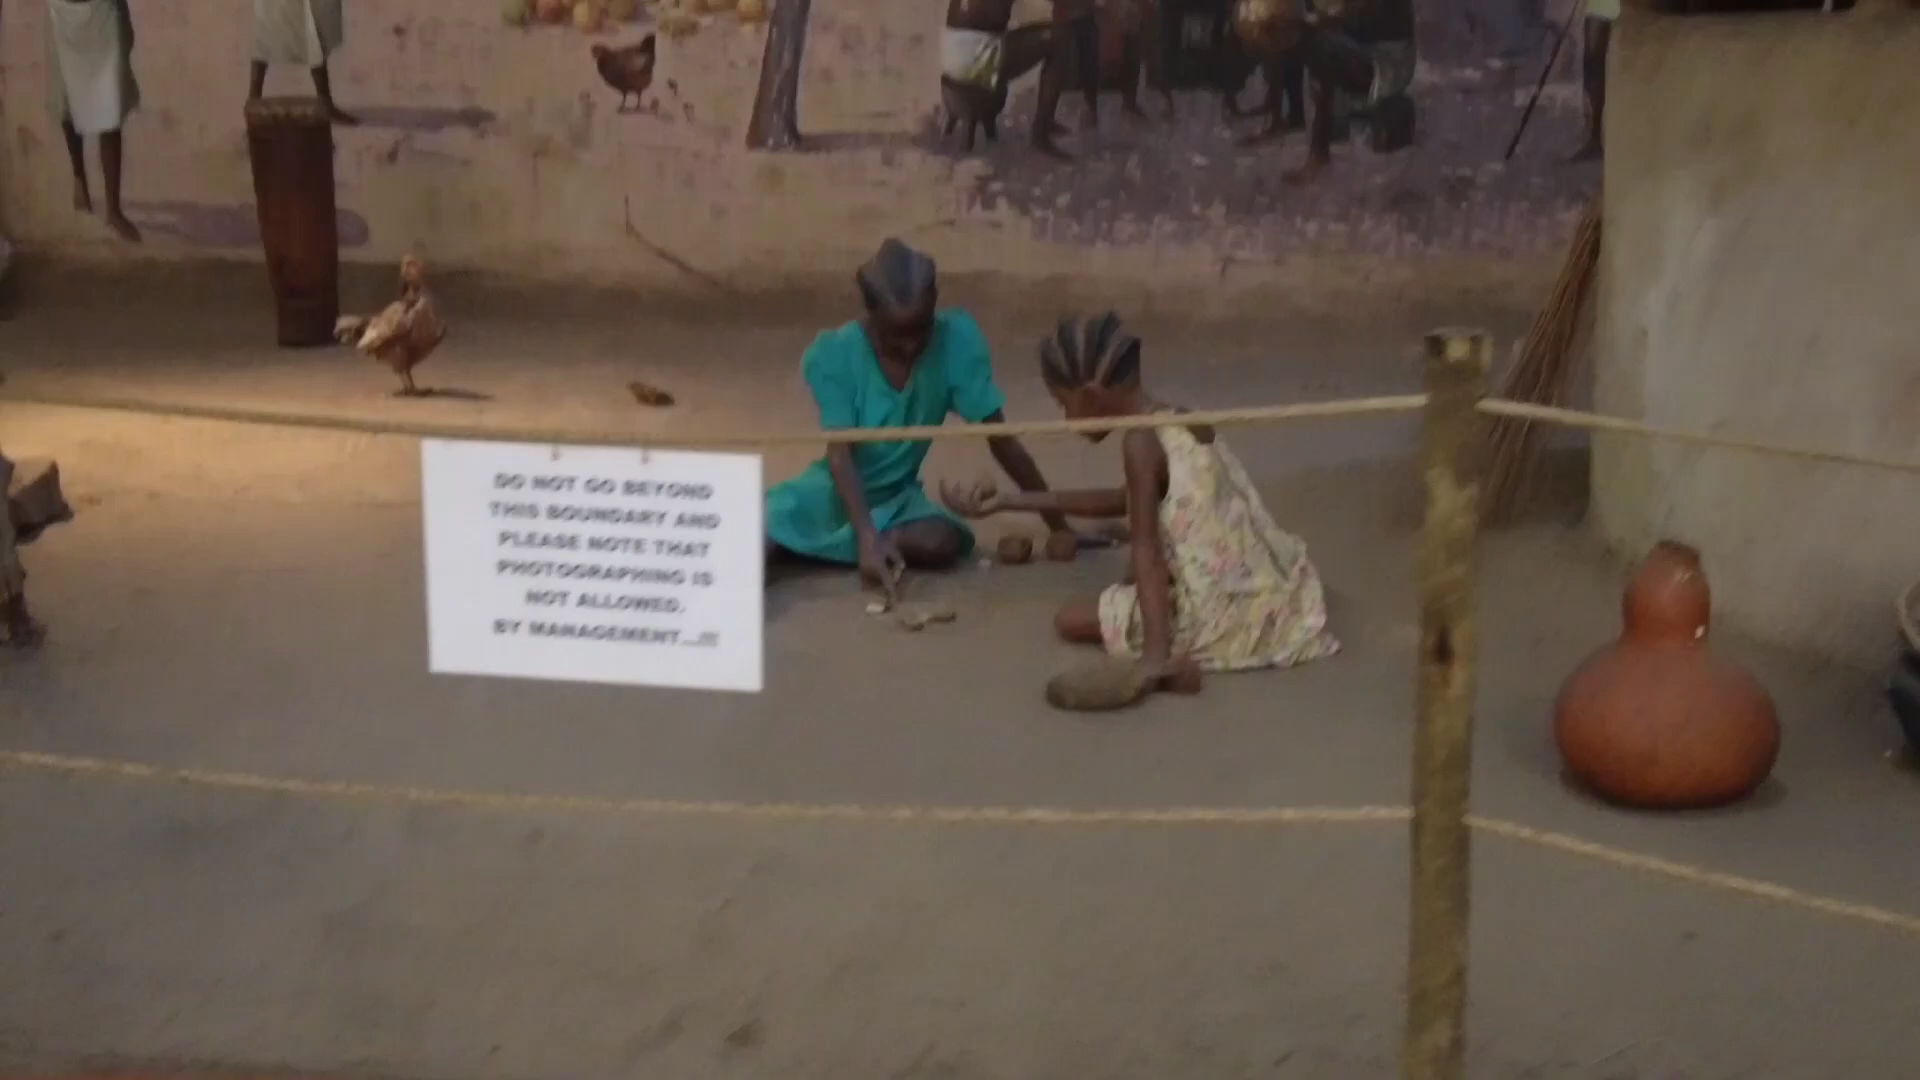 DO NOT GO BEYOND
THIS BOUNDARY AND
PLEASE NOTE THAT
PHOTOGRAPHING IS
NOT ALLOWED.
BY MANAGEMENT...!!!